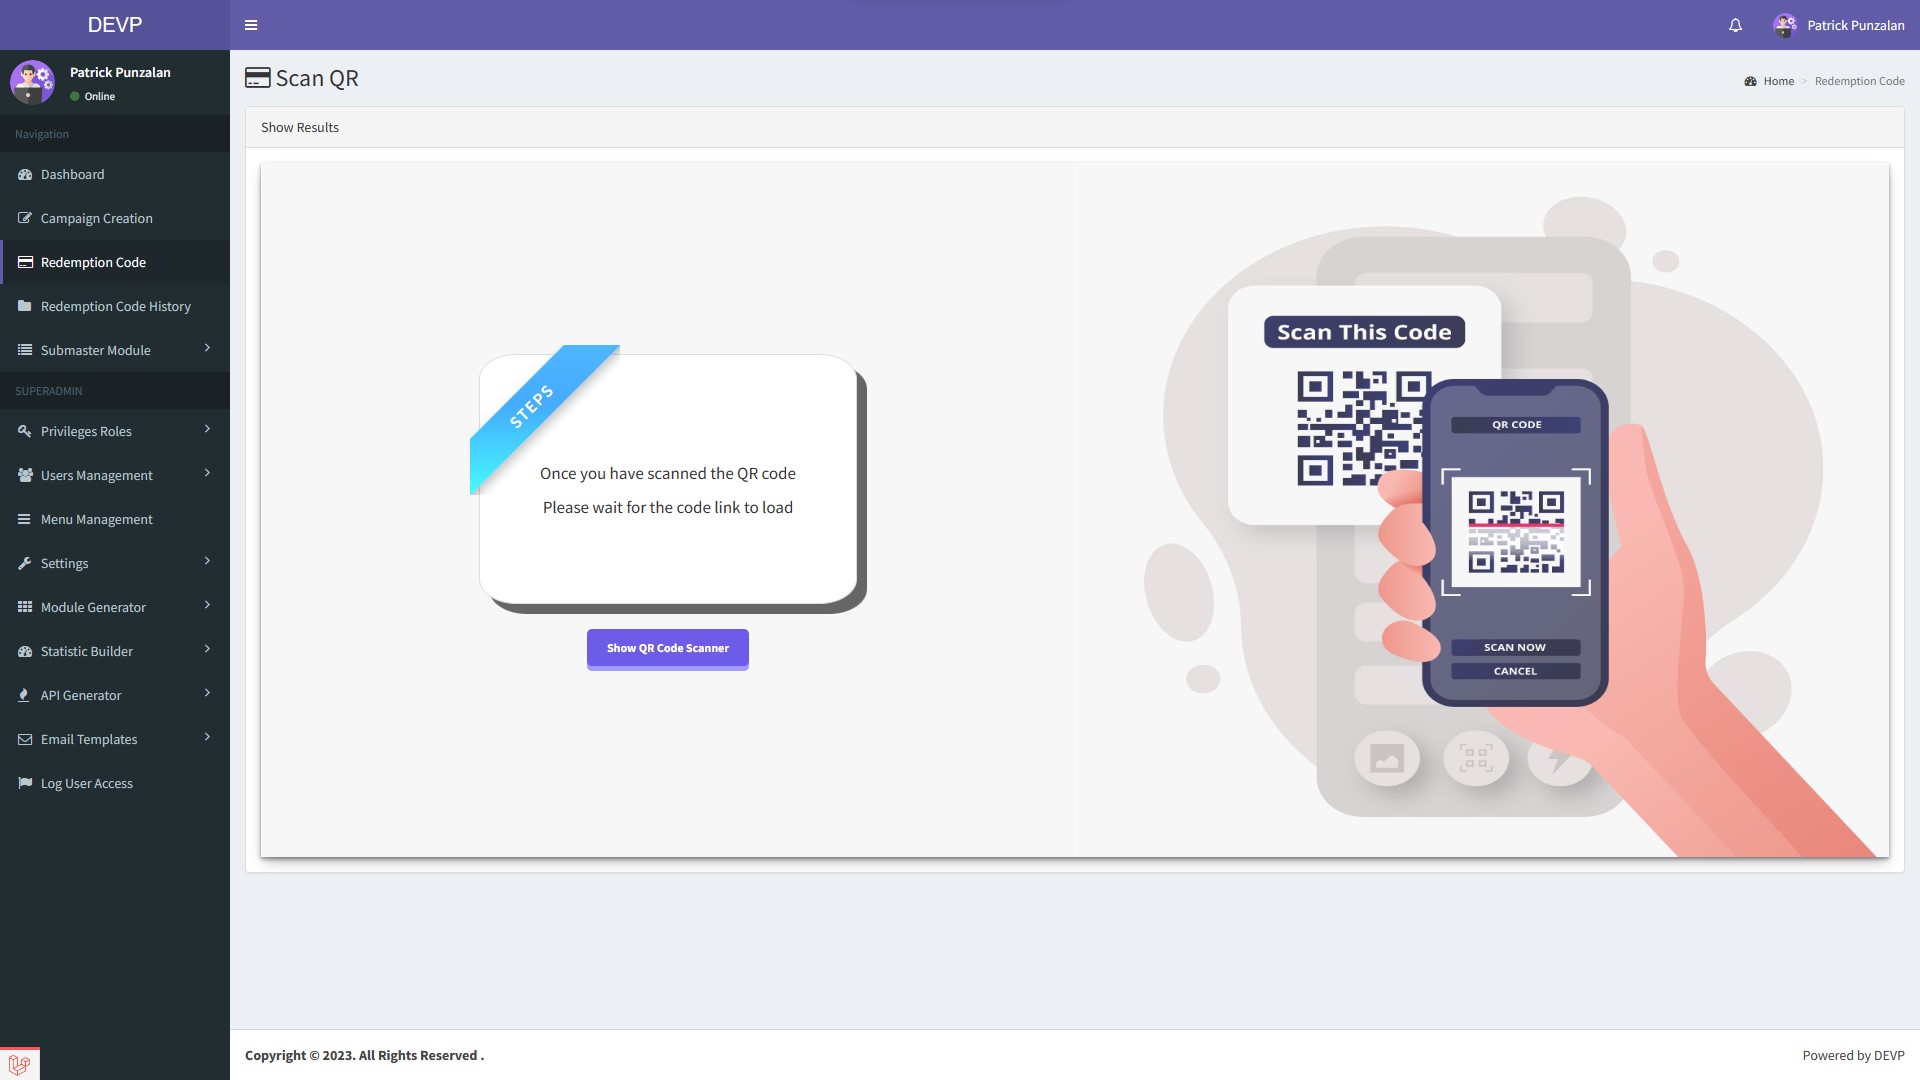 DEVP
Patrick Punzalan
Patrick Punzalan
Online
Navigation
Dashboard
Campaign Creation
Redemption Code
Redemption Code History
Submaster Module
SUPERADMIN
Privileges Roles
Users Management
Menu Management
Settings
Module Generator
Statistic Builder
API Generator
Email Templates
Log User Access
Scan QR
Home > Redemption Code
Show Results
STEPS
Once you have scanned the QR code
Please wait for the code link to load
Show QR Code Scanner
Scan This Code
QR CODE
SCAN NOW
CANCEL
Copyright © 2023. All Rights Reserved .
Powered by DEVP